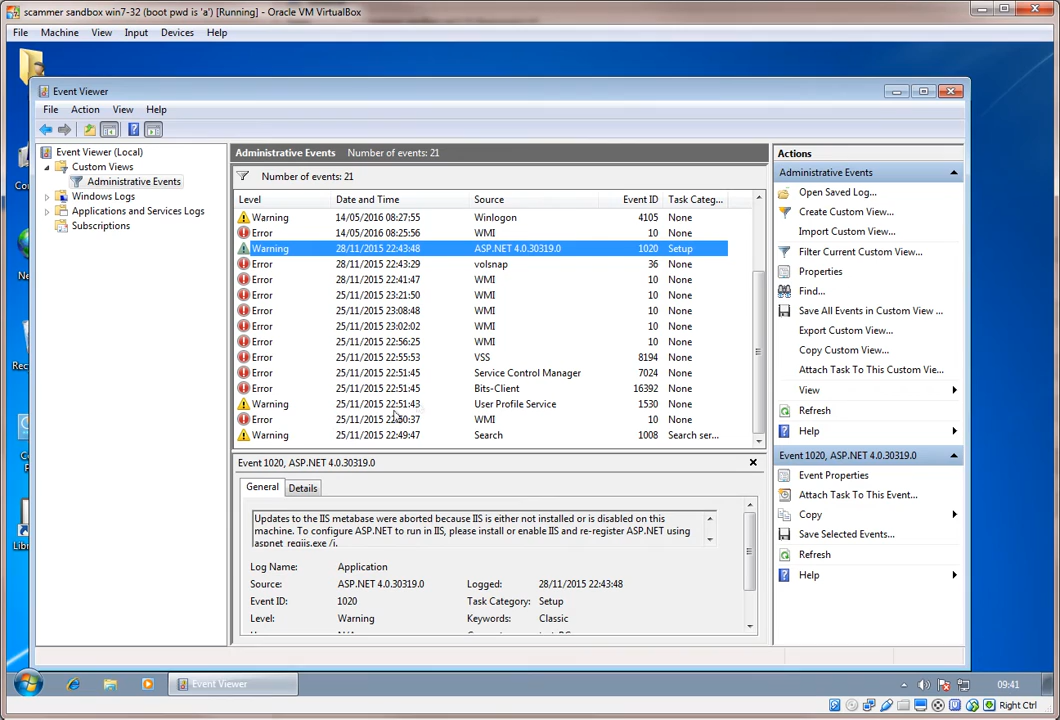 scammer sandbox win7-32 (boot pwd is 'a') [Running] - Oracle VM VirtualBox
File Machine View Input Devices Help
Event Viewer
File Action View Help
Event Viewer (Local)
Custom Views
Administrative Events
Windows Logs
Applications and Services Logs
Subscriptions
Administrative Events Number of events: 21
Number of events: 21
Level Date and Time Source Event ID Task Categ...
Warning 14/05/2016 08:27:55 Winlogon 4105 None
Error 14/05/2016 08:25:56 WMI 10 None
Warning 28/11/2015 22:43:48 ASP.NET 4.0.30319.0 1020 Setup
Error 28/11/2015 22:43:29 volsnap 36 None
Error 28/11/2015 22:41:47 WMI 10 None
Error 25/11/2015 23:21:50 WMI 10 None
Error 25/11/2015 23:08:48 WMI 10 None
Error 25/11/2015 23:02:02 WMI 10 None
Error 25/11/2015 22:56:25 WMI 10 None
Error 25/11/2015 22:55:53 VSS 8194 None
Error 25/11/2015 22:51:45 Service Control Manager 7024 None
Error 25/11/2015 22:51:45 Bits-Client 16392 None
Warning 25/11/2015 22:51:43 User Profile Service 1530 None
Error 25/11/2015 22:50:37 WMI 10 None
Warning 25/11/2015 22:49:47 Search 1008 Search ser...
Event 1020, ASP.NET 4.0.30319.0
General Details
Updates to the IIS metabase were aborted because IIS is either not installed or is disabled on this
machine. To configure ASP.NET to run in IIS, please install or enable IIS and re-register ASP.NET using
aspnet_regiis.exe /i.
Log Name: Application
Source: ASP.NET 4.0.30319.0 Logged: 28/11/2015 22:43:48
Event ID: 1020 Task Category: Setup
Level: Warning Keywords: Classic
Actions
Administrative Events
Open Saved Log...
Create Custom View...
Import Custom View...
Filter Current Custom View...
Properties
Find...
Save All Events in Custom View ...
Export Custom View...
Copy Custom View...
Attach Task To This Custom View...
View
Refresh
Help
Event 1020, ASP.NET 4.0.30319.0
Event Properties
Attach Task To This Event...
Copy
Save Selected Events...
Refresh
Help
Event Viewer
09:41
Right Ctrl